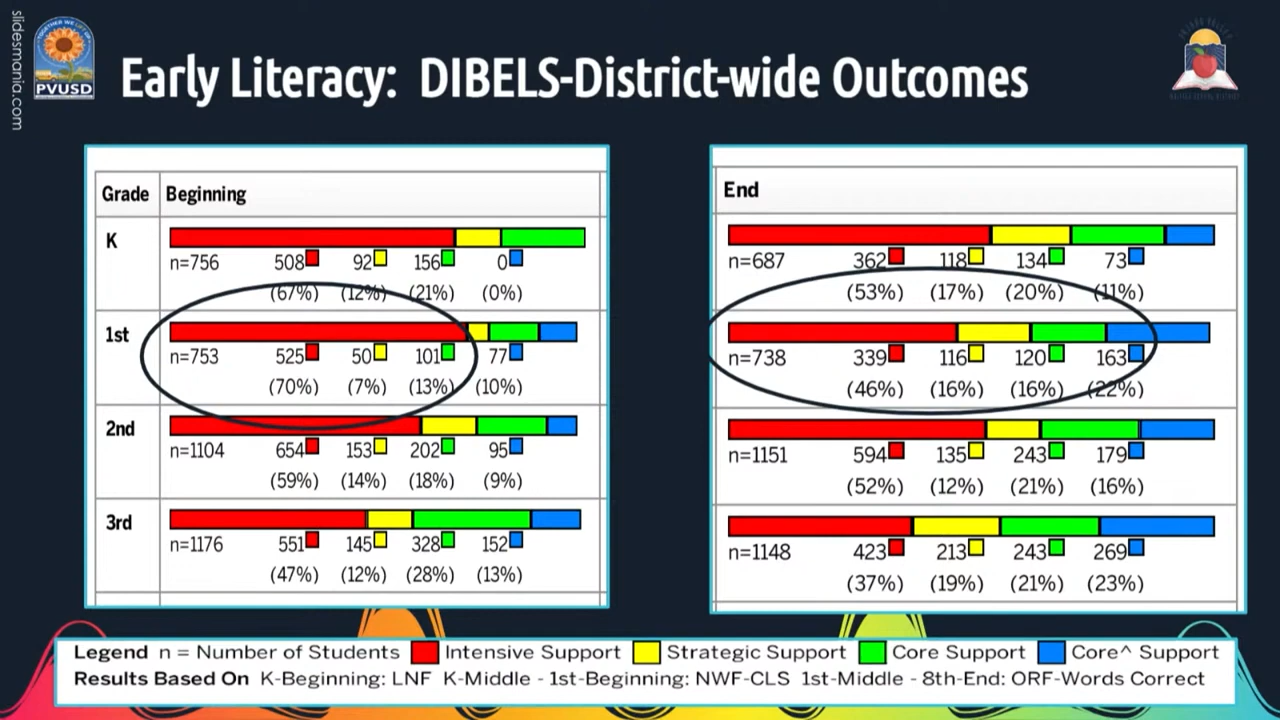 slidesmania.com
TOGETHER WE LIFT UP
PVUSD
Early Literacy: DIBELS-District-wide Outcomes
Grade Beginning
K
n=756 508 92 156 0
(67%) (12%) (21%) (0%)
1st
n=753 525 50 101 77
(70%) (7%) (13%) (10%)
2nd
n=1104 654 153 202 95
(59%) (14%) (18%) (9%)
3rd
n=1176 551 145 328 152
(47%) (12%) (28%) (13%)
End
n=687 362 118 134 73
(53%) (17%) (20%) (11%)
n=738 339 116 120 163
(46%) (16%) (16%) (22%)
n=1151 594 135 243 179
(52%) (12%) (21%) (16%)
n=1148 423 213 243 269
(37%) (19%) (21%) (23%)
Legend n = Number of Students Intensive Support Strategic Support Core Support Core^ Support
Results Based On K-Beginning: LNF K-Middle - 1st-Beginning: NWF-CLS 1st-Middle - 8th-End: ORF-Words Correct